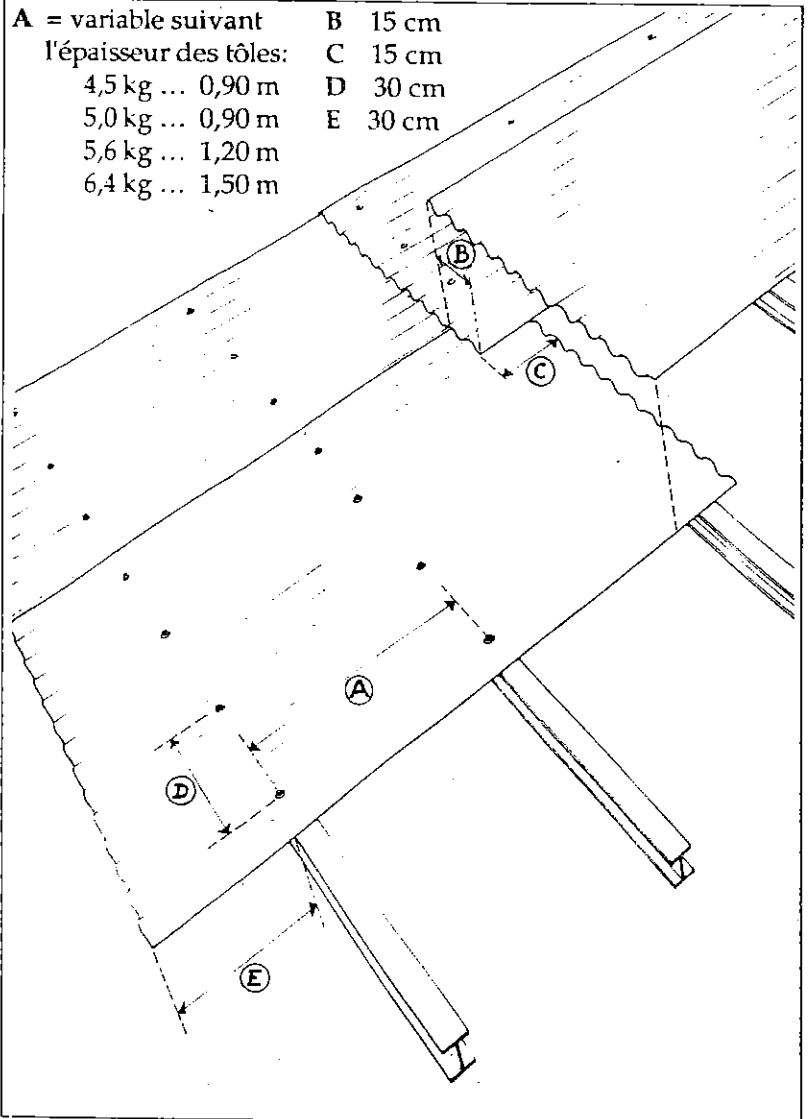 A = variable suivant
l'épaisseur des tôles:
4,5 kg ... 0,90 m
5,0 kg ... 0,90 m
5,6 kg ... 1,20 m
6,4 kg ... 1,50 m
B 15 cm
C 15 cm
D 30 cm
E 30 cm
B
C
A
D
E